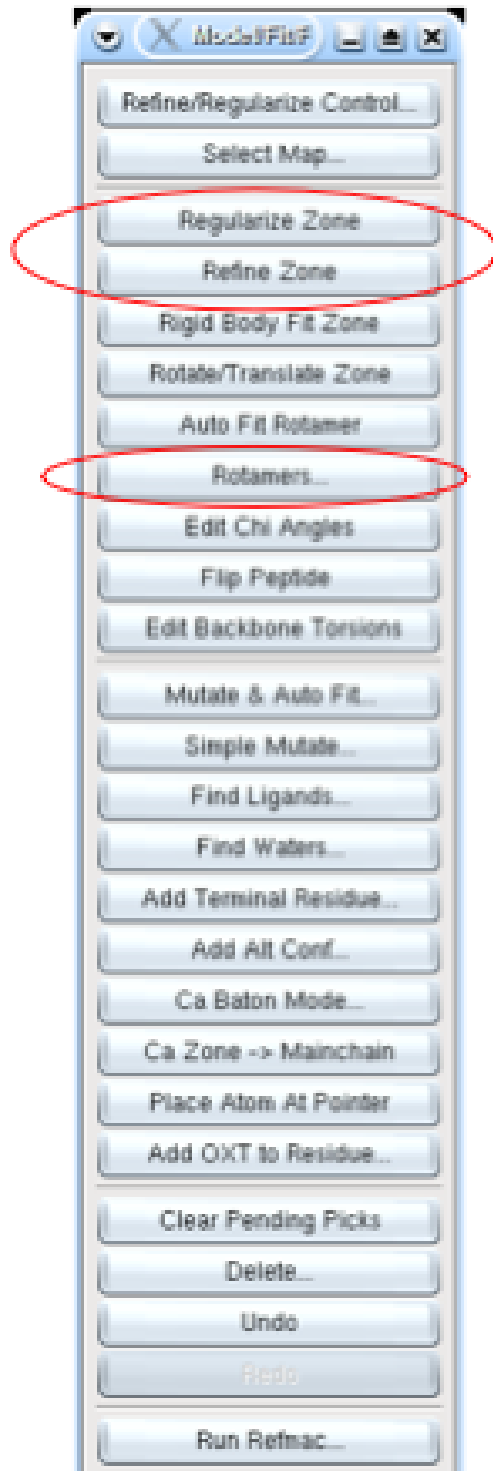 Model/Fit/F
Refine/Regularize Control...
Select Map...
Regularize Zone
Refine Zone
Rigid Body Fit Zone
Rotate/Translate Zone
Auto Fit Rotamer
Rotamers...
Edit Chi Angles
Flip Peptide
Edit Backbone Torsions
Mutate & Auto Fit...
Simple Mutate...
Find Ligands...
Find Waters...
Add Terminal Residue...
Add Alt Conf...
Ca Baton Mode...
Ca Zone -> Mainchain
Place Atom At Pointer
Add OXT to Residue...
Clear Pending Picks
Delete...
Undo
Redo
Run Refmac...